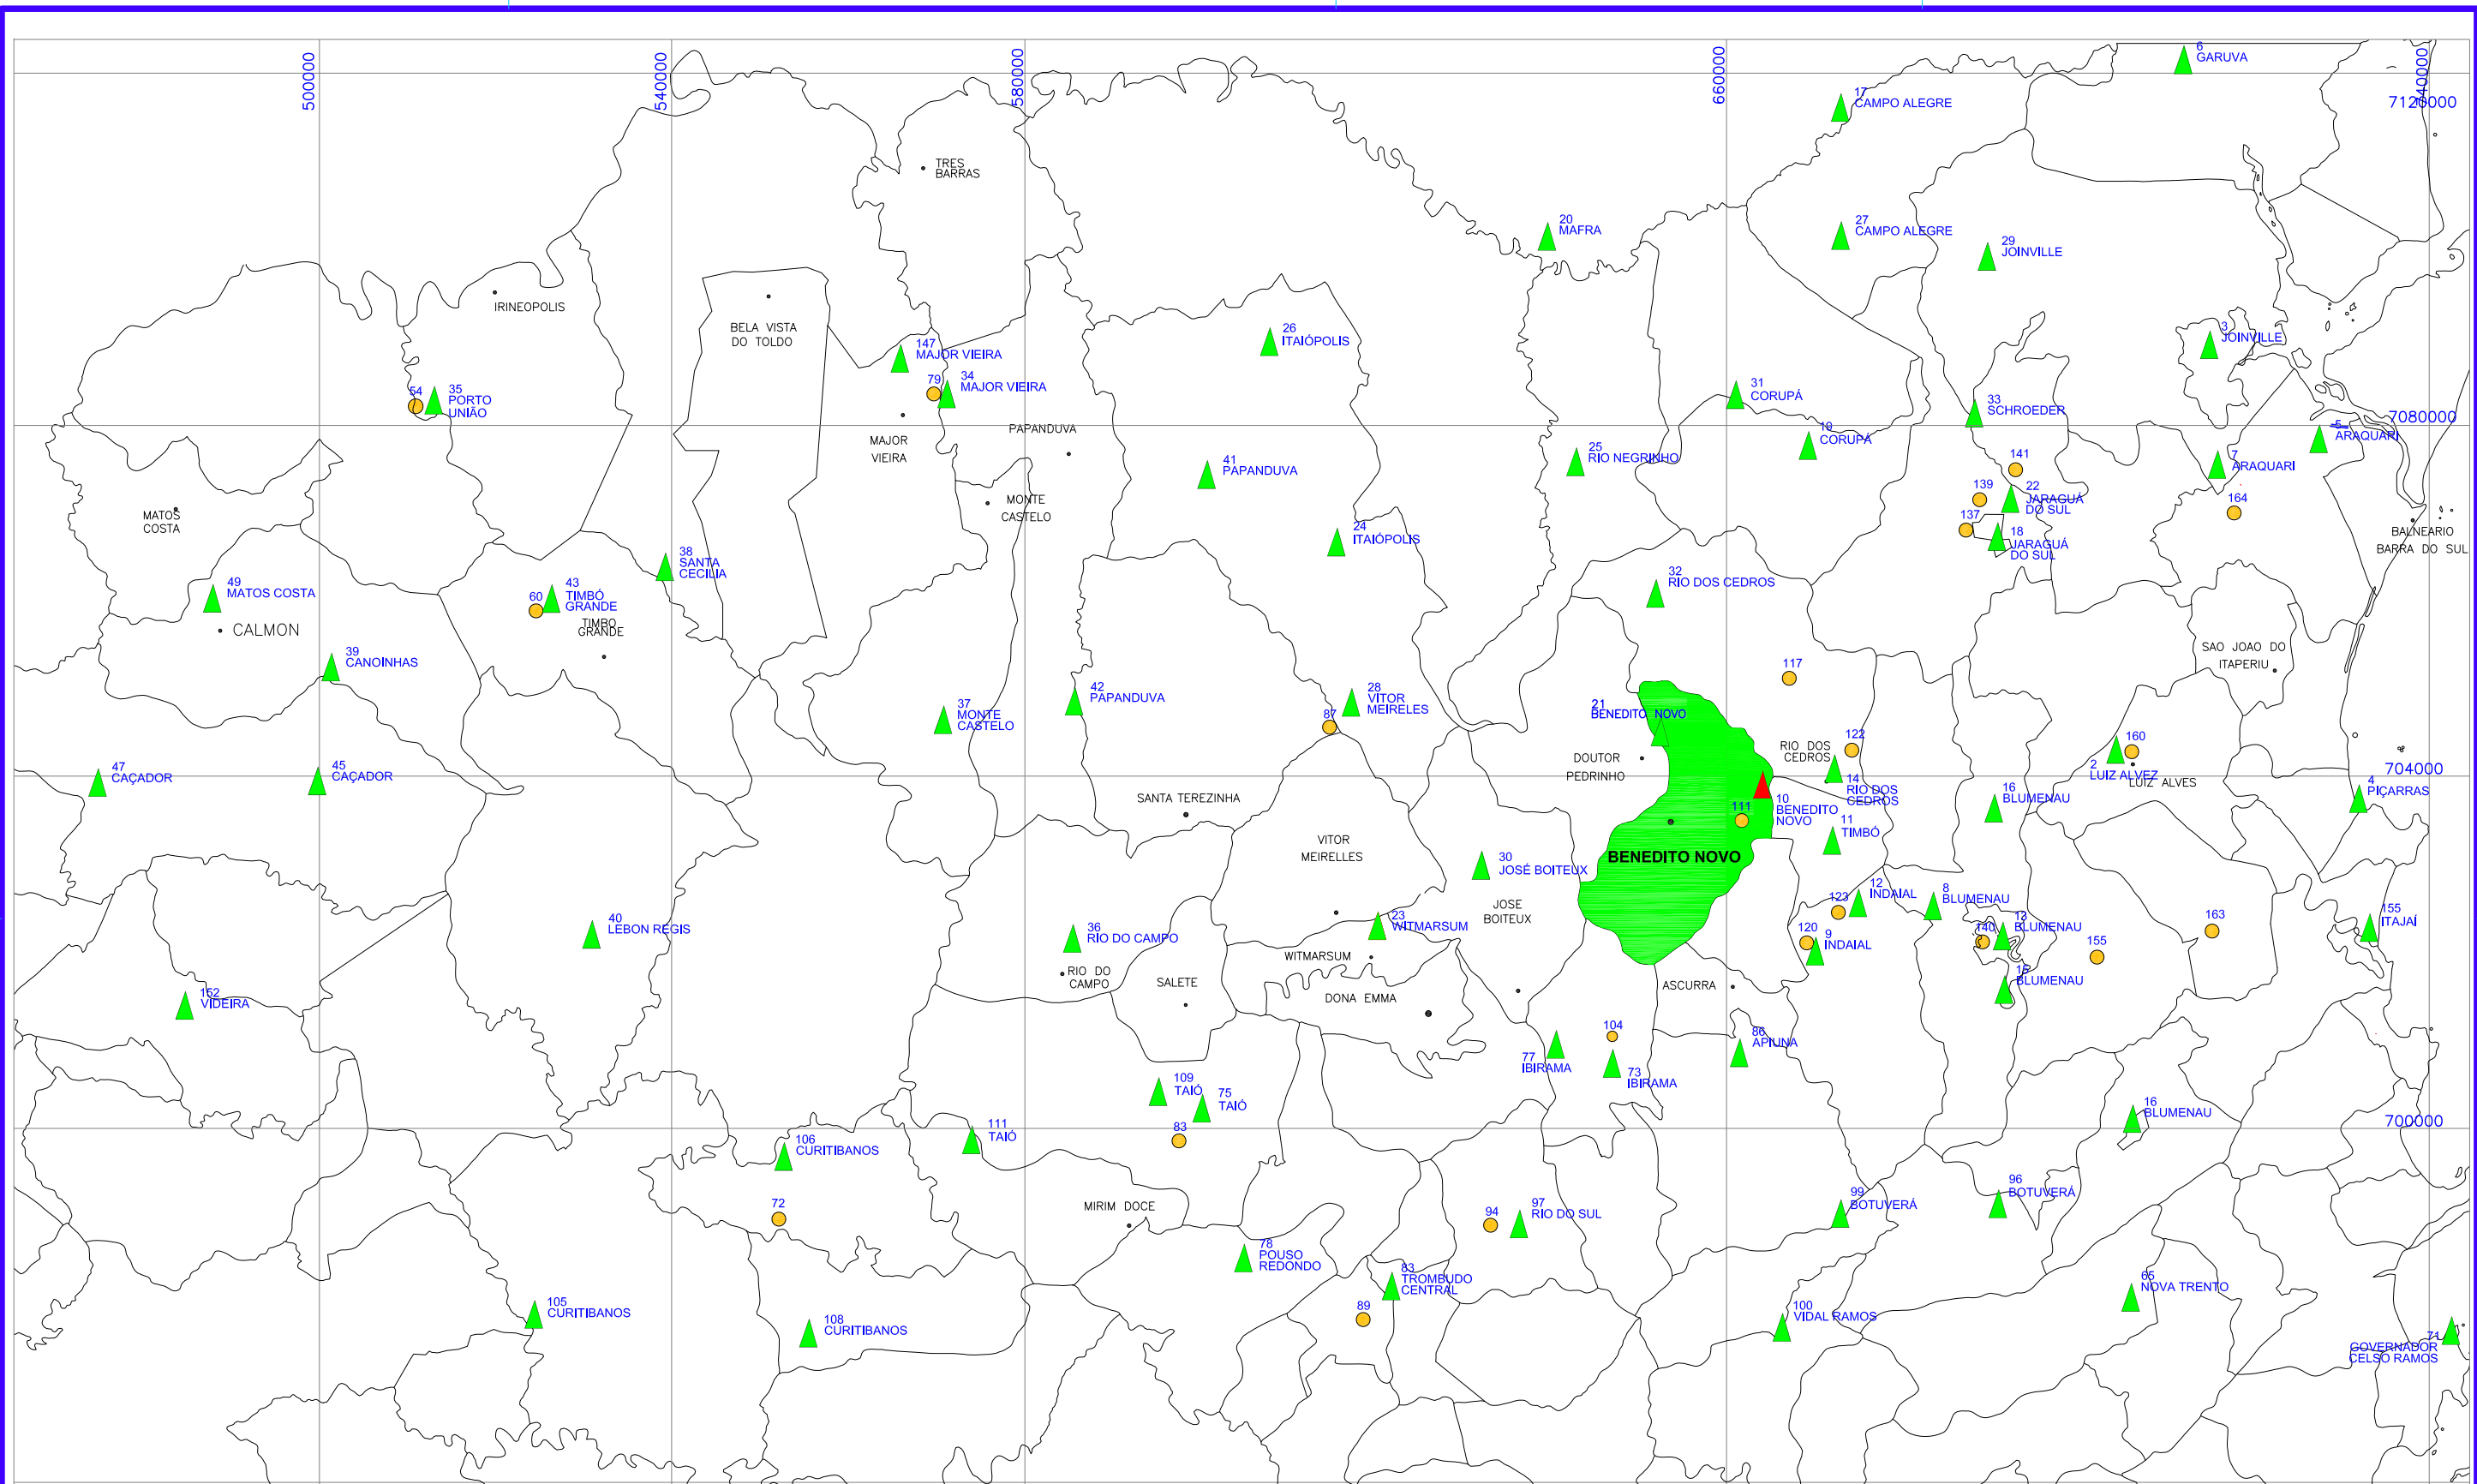 500000
540000
580000
660000
740000
7120000
6
GARUVA
17
CAMPO ALEGRE
TRES
BARRAS
20
MAFRA
27
CAMPO ALEGRE
29
JOINVILLE
IRINEOPOLIS
BELA VISTA
DO TOLDO
147
MAJOR VIEIRA
26
ITAIÓPOLIS
3
JOINVILLE
54
35
PORTO
UNIÃO
79
34
MAJOR VIEIRA
31
CORUPÁ
33
SCHROEDER
7080000
5
ARAQUARI
MAJOR
VIEIRA
PAPANDUVA
19
CORUPÁ
41
PAPANDUVA
25
RIO NEGRINHO
141
7
ARAQUARI
MATOS
COSTA
MONTE
CASTELO
139
22
JARAGUÁ
DO SUL
164
137
18
JARAGUÁ
DO SUL
24
ITAIÓPOLIS
BALNEARIO
BARRA DO SUL
38
SANTA
CECILIA
49
MATOS COSTA
60
43
TIMBÓ
GRANDE
TIMBO
GRANDE
32
RIO DOS CEDROS
CALMON
39
CANOINHAS
SAO JOAO DO
ITAPERIU
117
42
PAPANDUVA
28
VITOR
MEIRELES
87
37
MONTE
CASTELO
21
BENEDITO NOVO
DOUTOR
PEDRINHO
RIO DOS
CEDROS
122
160
2
LUIZ ALVEZ
LUIZ ALVES
47
CAÇADOR
45
CAÇADOR
704000
4
PIÇARRAS
14
RIO DOS
CEDROS
SANTA TEREZINHA
10
BENEDITO
NOVO
111
16
BLUMENAU
11
TIMBÓ
VITOR
MEIRELLES
BENEDITO NOVO
30
JOSÉ BOITEUX
JOSE
BOITEUX
12
INDAIAL
123
8
BLUMENAU
40
LEBON REGIS
36
RIO DO CAMPO
23
WITMARSUM
120
9
INDAIAL
140
13
BLUMENAU
163
155
ITAJAÍ
155
WITMARSUM
RIO DO
CAMPO
SALETE
DONA EMMA
ASCURRA
15
BLUMENAU
152
VIDEIRA
104
77
IBIRAMA
73
IBIRAMA
86
APIUNA
109
TAIÓ
75
TAIÓ
83
111
TAIÓ
106
CURITIBANOS
16
BLUMENAU
700000
72
MIRIM DOCE
94
97
RIO DO SUL
99
BOTUVERÁ
96
BOTUVERÁ
78
POUSO
REDONDO
83
TROMBUDO
CENTRAL
89
65
NOVA TRENTO
105
CURITIBANOS
108
CURITIBANOS
100
VIDAL RAMOS
71
GOVERNADOR
CELSO RAMOS